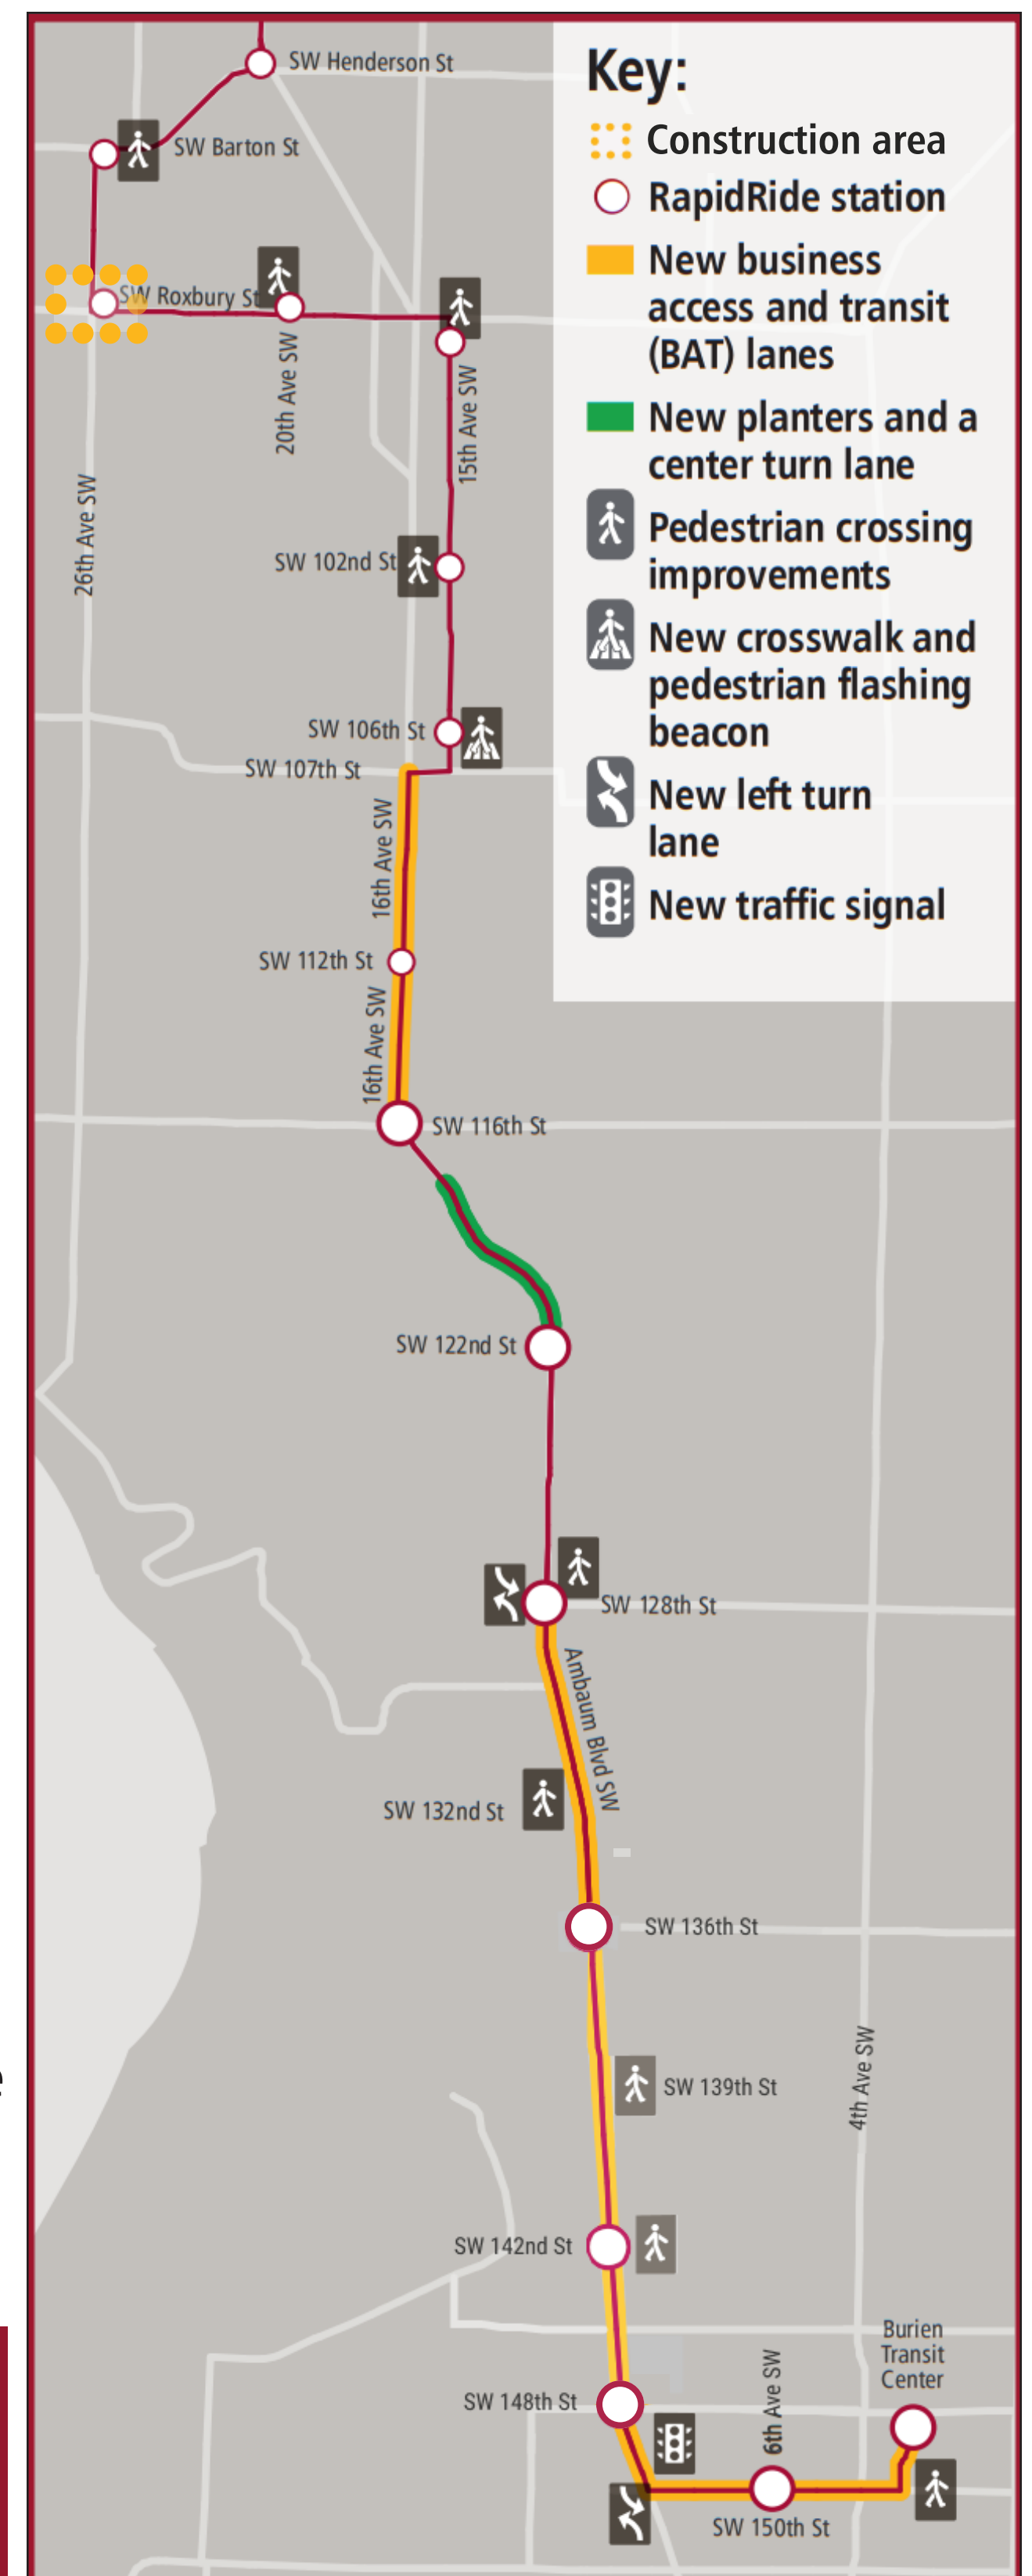 SW Henderson St
SW Barton St
SW Roxbury St
20th Ave SW
15th Ave SW
26th Ave SW
SW 102nd St
SW 106th St
SW 107th St
16th Ave SW
SW 112th St
16th Ave SW
SW 116th St
SW 122nd St
SW 128th St
Ambaum Blvd SW
SW 132nd St
SW 136th St
SW 139th St
4th Ave SW
SW 142nd St
Burien
Transit
Center
SW 148th St
6th Ave SW
SW 150th St
Key:
Construction area
RapidRide station
New business
access and transit
(BAT) lanes
New planters and a
center turn lane
Pedestrian crossing
improvements
New crosswalk and
pedestrian flashing
beacon
New left turn
lane
New traffic signal
e